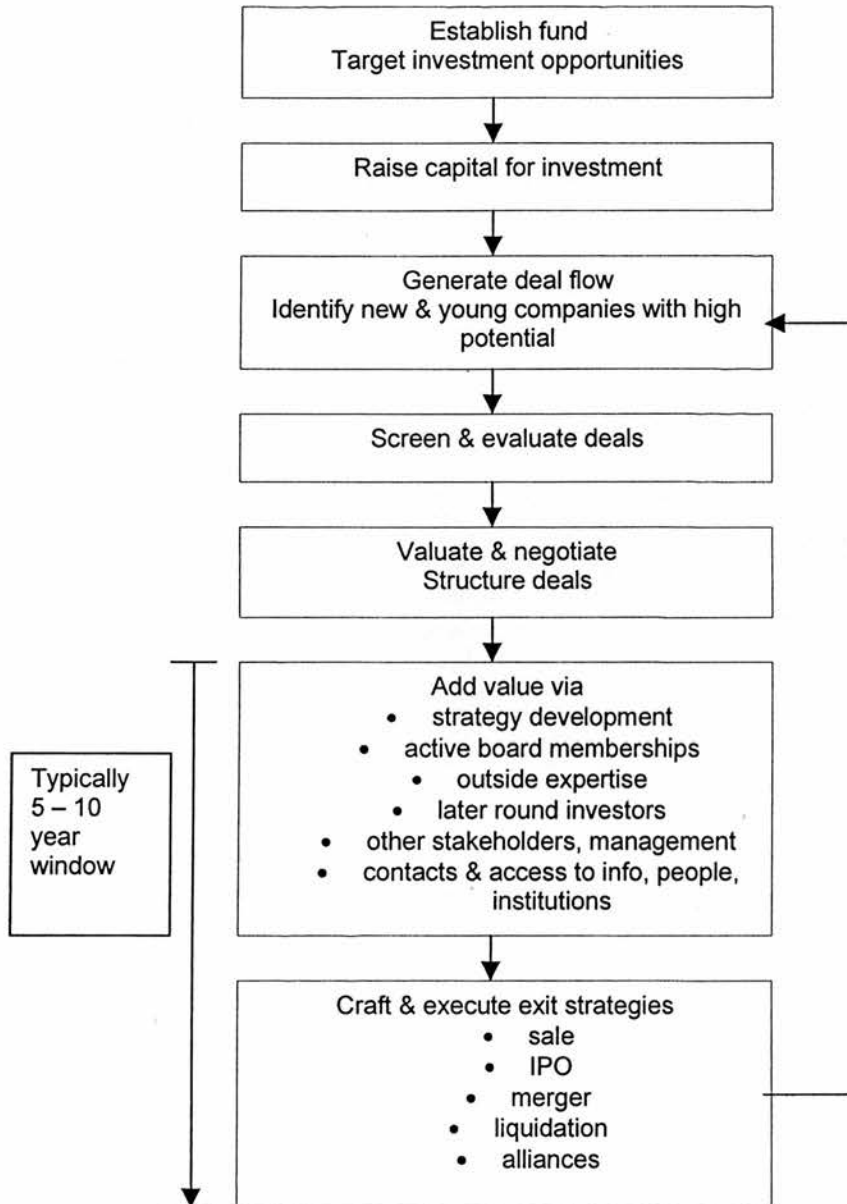 Establish fund
Target investment opportunities
Raise capital for investment
Generate deal flow
Identify new & young companies with high
potential
Screen & evaluate deals
Valuate & negotiate
Structure deals
Add value via
• strategy development
• active board memberships
• outside expertise
• later round investors
• other stakeholders, management
• contacts & access to info, people,
institutions
Typically
5 – 10
year
window
Craft & execute exit strategies
• sale
• IPO
• merger
• liquidation
• alliances